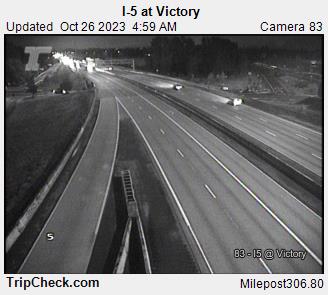 I-5 at Victory
Updated Oct 26 2023 4:59 AM Camera 83
T
S
83 - I5 @ Victory
TripCheck.com Milepost306.80